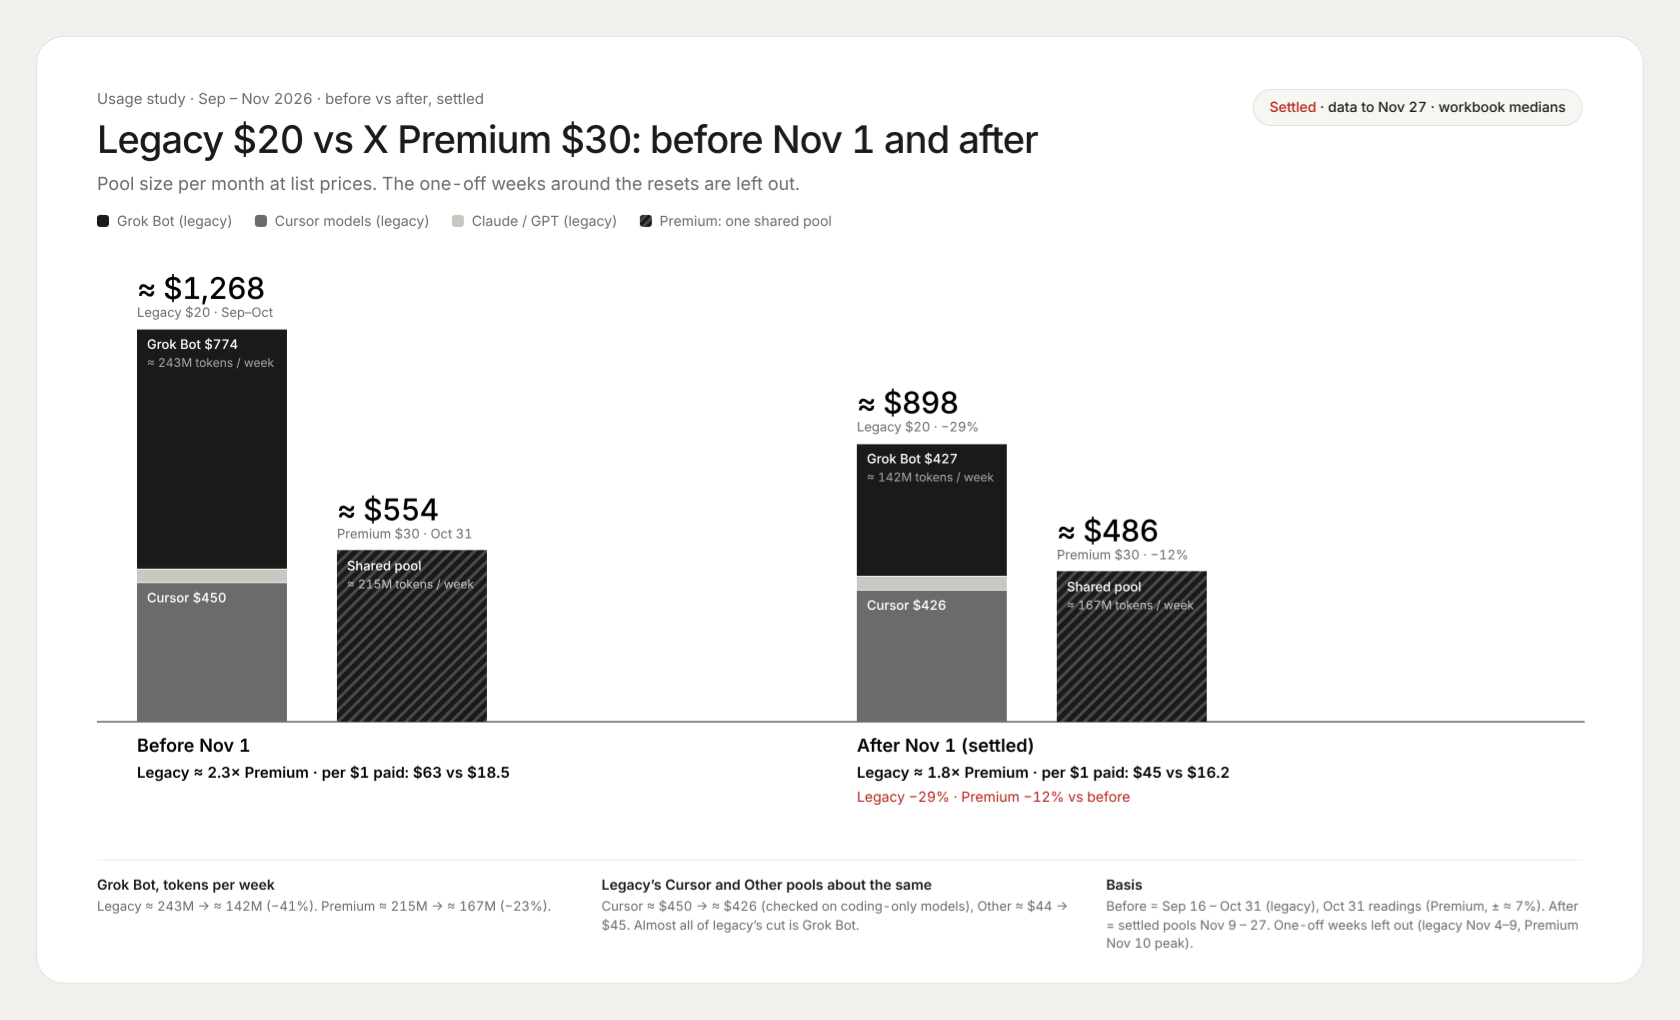 Usage study · Sep – Nov 2026 · before vs after, settled
Settled · data to Nov 27 · workbook medians
Legacy $20 vs X Premium $30: before Nov 1 and after
Pool size per month at list prices. The one-off weeks around the resets are left out.
Grok Bot (legacy)
Cursor models (legacy)
Claude / GPT (legacy)
Premium: one shared pool
≈ $1,268
Legacy $20 · Sep–Oct
Grok Bot $774
≈ 243M tokens / week
Cursor $450
≈ $554
Premium $30 · Oct 31
Shared pool
≈ 215M tokens / week
≈ $898
Legacy $20 · −29%
Grok Bot $427
≈ 142M tokens / week
Cursor $426
≈ $486
Premium $30 · −12%
Shared pool
≈ 167M tokens / week
Before Nov 1
Legacy ≈ 2.3× Premium · per $1 paid: $63 vs $18.5
After Nov 1 (settled)
Legacy ≈ 1.8× Premium · per $1 paid: $45 vs $16.2
Legacy −29% · Premium −12% vs before
Grok Bot, tokens per week
Legacy ≈ 243M → ≈ 142M (−41%). Premium ≈ 215M → ≈ 167M (−23%).
Legacy’s Cursor and Other pools about the same
Cursor ≈ $450 → ≈ $426 (checked on coding-only models), Other ≈ $44 →
$45. Almost all of legacy’s cut is Grok Bot.
Basis
Before = Sep 16 – Oct 31 (legacy), Oct 31 readings (Premium, ± ≈ 7%). After
= settled pools Nov 9 – 27. One-off weeks left out (legacy Nov 4–9, Premium
Nov 10 peak).